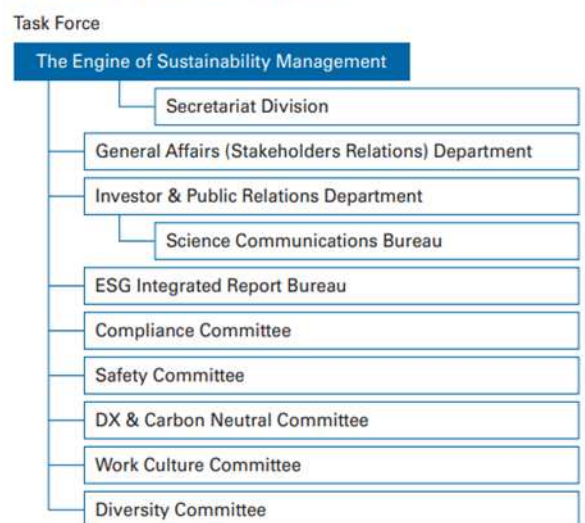 Task Force
The Engine of Sustainability Management
Secretariat Division
General Affairs (Stakeholders Relations) Department
Investor & Public Relations Department
Science Communications Bureau
ESG Integrated Report Bureau
Compliance Committee
Safety Committee
DX & Carbon Neutral Committee
Work Culture Committee
Diversity Committee